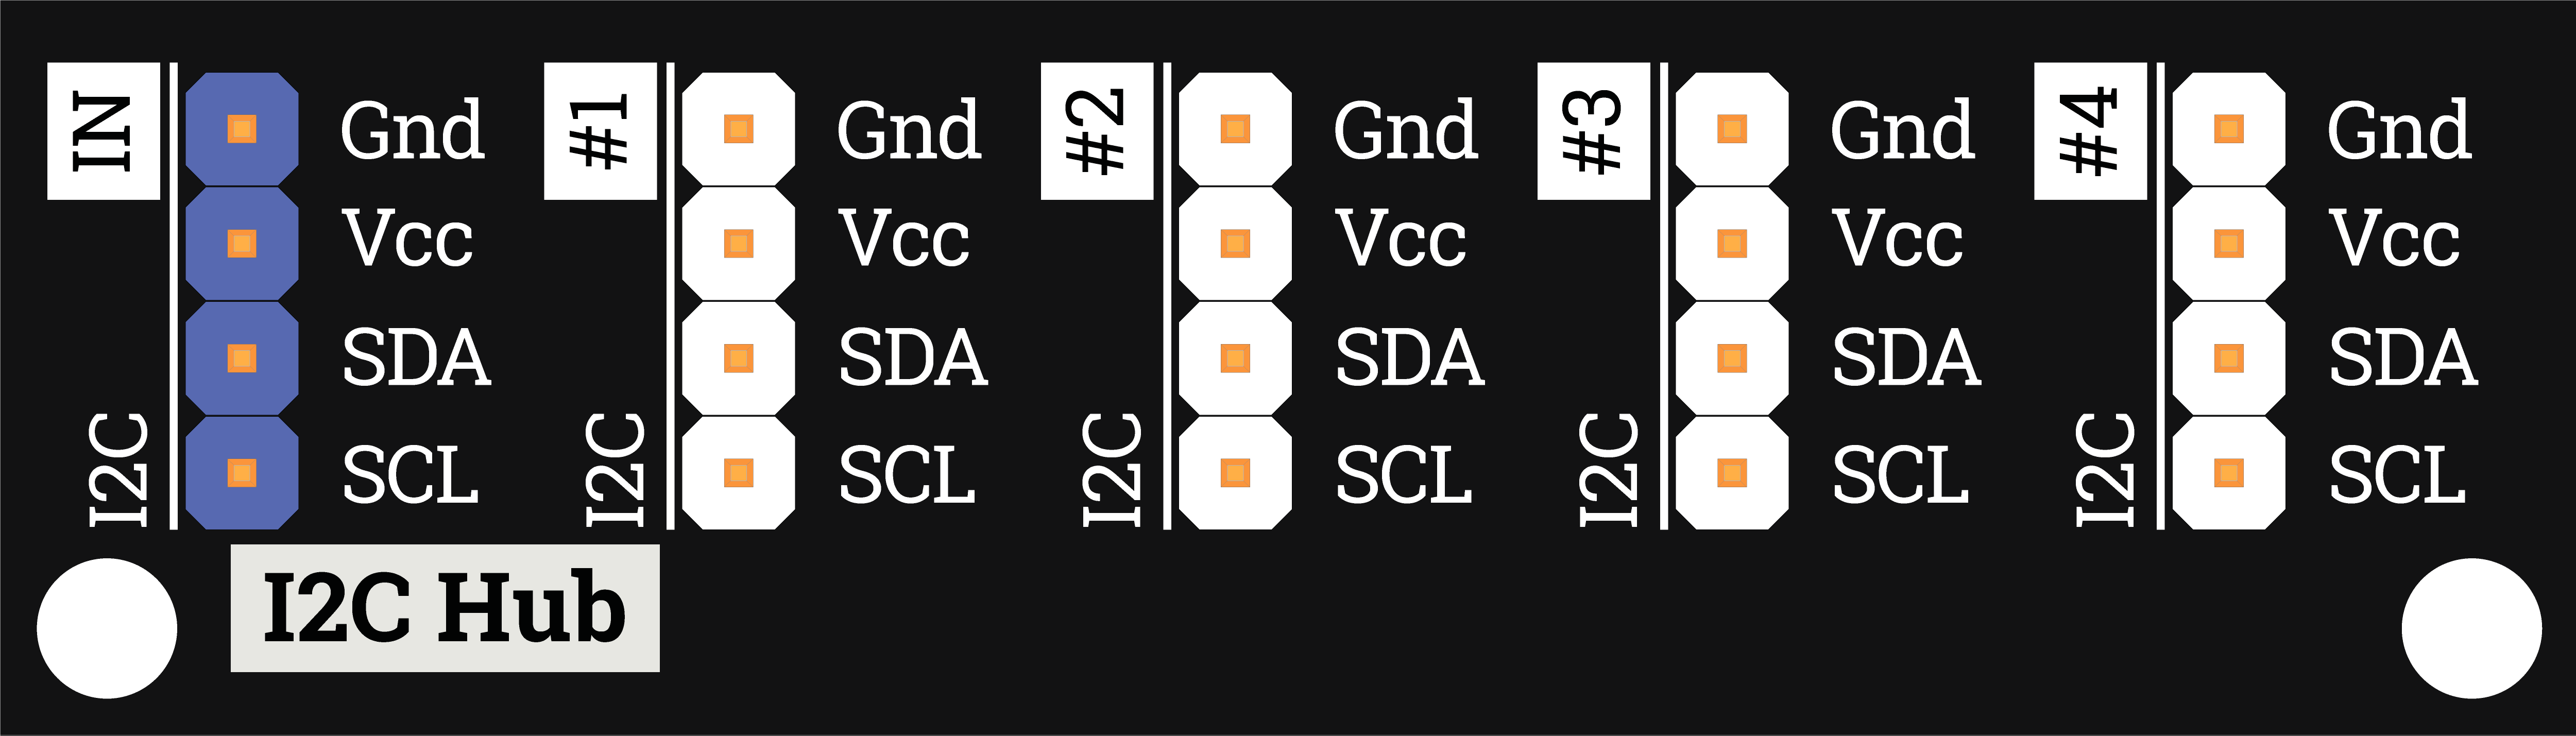 IN
Gnd
Vcc
SDA
SCL
I2C
#1
Gnd
Vcc
SDA
SCL
I2C
#2
Gnd
Vcc
SDA
SCL
I2C
#3
Gnd
Vcc
SDA
SCL
I2C
#4
Gnd
Vcc
SDA
SCL
I2C
I2C Hub